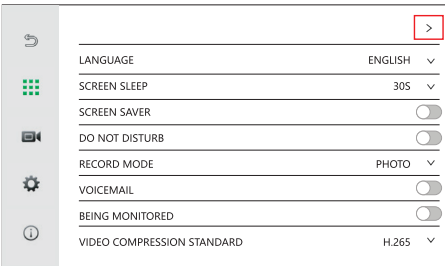 LANGUAGE ENGLISH
SCREEN SLEEP 30S
SCREEN SAVER
DO NOT DISTURB
RECORD MODE PHOTO
VOICEMAIL
BEING MONITORED
VIDEO COMPRESSION STANDARD H.265